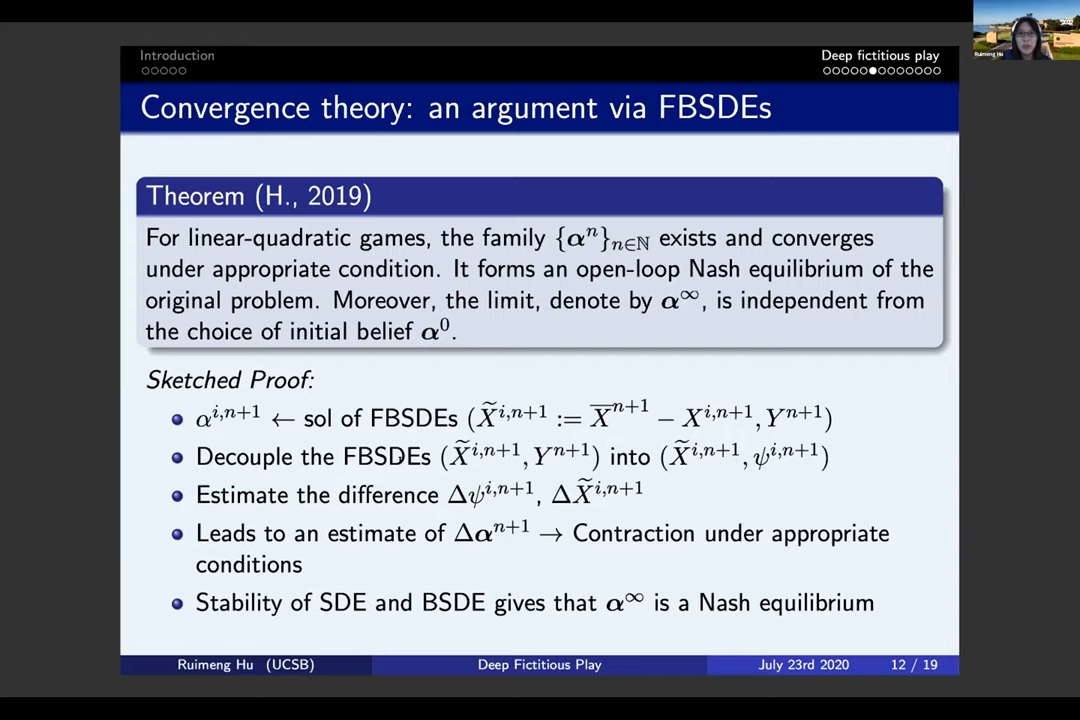 Introduction
Deep fictitious play
Convergence theory: an argument via FBSDEs
Theorem (H., 2019)
For linear-quadratic games, the family {αⁿ}ₙ∈ℕ exists and converges
under appropriate condition. It forms an open-loop Nash equilibrium of the
original problem. Moreover, the limit, denote by α^∞, is independent from
the choice of initial belief α⁰.
Sketched Proof:
α^{i,n+1} ← sol of FBSDEs (X̃^{i,n+1} := X̅^{n+1} − X^{i,n+1}, Y^{n+1})
Decouple the FBSDEs (X̃^{i,n+1}, Y^{n+1}) into (X̃^{i,n+1}, ψ^{i,n+1})
Estimate the difference Δψ^{i,n+1}, ΔX̃^{i,n+1}
Leads to an estimate of Δα^{n+1} → Contraction under appropriate
conditions
Stability of SDE and BSDE gives that α^∞ is a Nash equilibrium
Ruimeng Hu (UCSB)
Deep Fictitious Play
July 23rd 2020
12 / 19
Ruimeng Hu